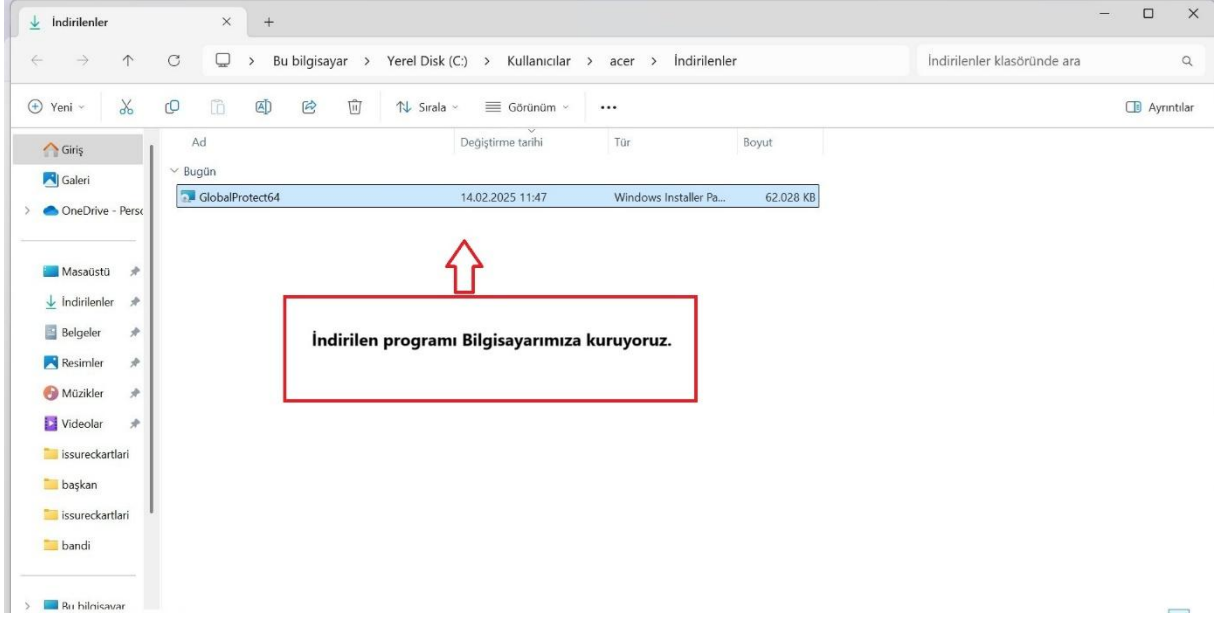 İndirilenler
Bu bilgisayar > Yerel Disk (C:) > Kullanıcılar > acer > İndirilenler
İndirilenler klasöründe ara
Yeni
Sırala
Görünüm
Ayrıntılar
Giriş
Galeri
OneDrive - Perso
Masaüstü
İndirilenler
Belgeler
Resimler
Müzikler
Videolar
issureckartlari
başkan
issureckartlari
bandi
Bu bilgisayar
Ad Değiştirme tarihi Tür Boyut
Bugün
GlobalProtect64 14.02.2025 11:47 Windows Installer Pa... 62.028 KB
İndirilen programı Bilgisayarımıza kuruyoruz.